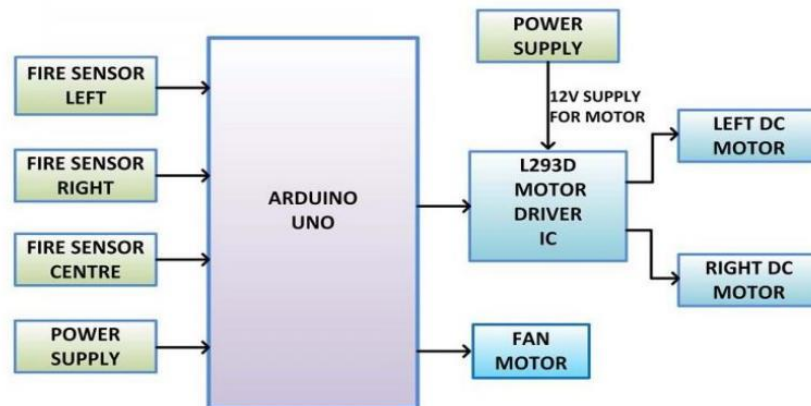 FIRE SENSOR
LEFT
FIRE SENSOR
RIGHT
FIRE SENSOR
CENTRE
POWER
SUPPLY
ARDUINO
UNO
POWER
SUPPLY
12V SUPPLY
FOR MOTOR
L293D
MOTOR
DRIVER
IC
FAN
MOTOR
LEFT DC
MOTOR
RIGHT DC
MOTOR